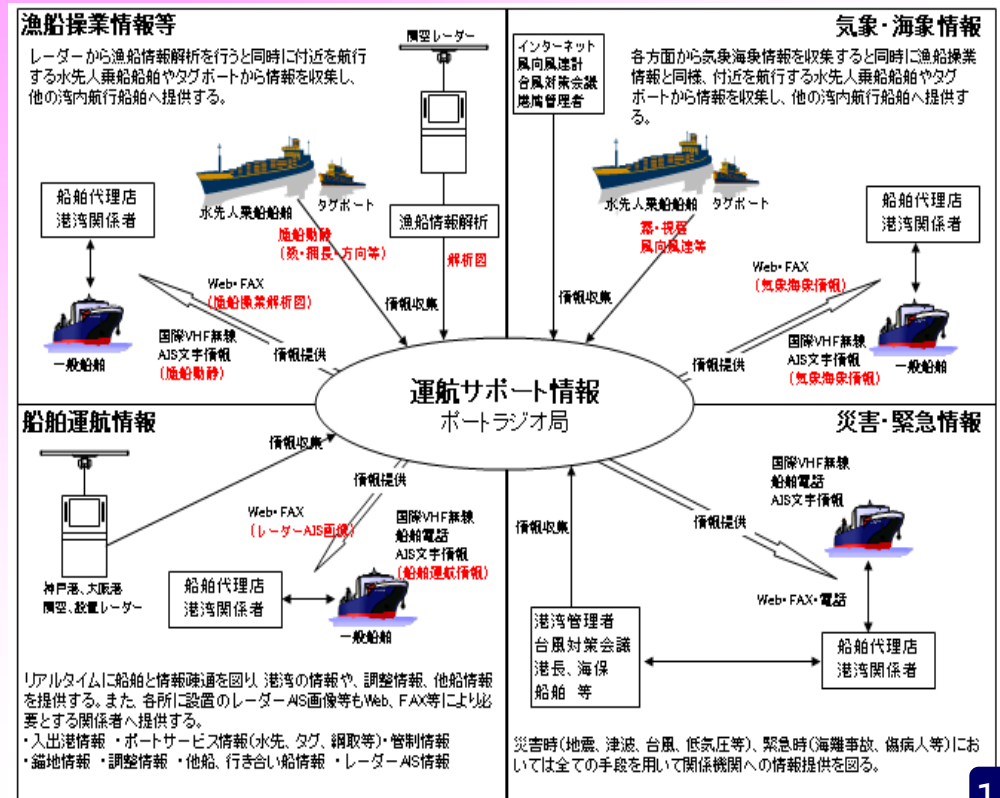 漁船操業情報等
レーダーから漁船情報解析を行うと同時に付近を航行
する水先人乗船船舶やタグボートから情報を収集し、
他の湾内航行船舶へ提供する。
関空レーダー
船舶代理店
港湾関係者
水先人乗船船舶
タグボート
漁船動静
(数・網長・方向等)
漁船情報解析
解析図
Web・FAX
(漁船操業解析図)
情報収集
国際VHF無線
AIS文字情報
(漁船動静)
情報提供
一般船舶
気象・海象情報
インターネット
風向風速計
台風対策会議
港湾管理者
各方面から気象海象情報を収集すると同時に漁船操業
情報と同様、付近を航行する水先人乗船船舶やタグ
ボートから情報を収集し、他の湾内航行船舶へ提供す
る。
水先人乗船船舶
タグボート
霧・視程
風向風速等
船舶代理店
港湾関係者
Web・FAX
(気象海象情報)
情報収集
国際VHF無線
AIS文字情報
(気象海象情報)
情報提供
一般船舶
運航サポート情報
ポートラジオ局
船舶運航情報
情報収集
情報提供
Web・FAX
(レーダーAIS画像)
国際VHF無線
船舶電話
AIS文字情報
(船舶運航情報)
神戸港、大阪港
関空、設置レーダー
船舶代理店
港湾関係者
一般船舶
リアルタイムに船舶と情報疎通を図り、港湾の情報や、調整情報、他船情報
を提供する。また、各所に設置のレーダーAIS画像等もWeb、FAX等により必
要とする関係者へ提供する。
・入出港情報 ・ポートサービス情報(水先、タグ、綱取等)・管制情報
・錨地情報 ・調整情報 ・他船、行き合い船情報 ・レーダーAIS情報
災害・緊急情報
国際VHF無線
船舶電話
AIS文字情報
情報収集
情報提供
Web・FAX・電話
港湾管理者
台風対策会議
港長、海保
船舶 等
船舶代理店
港湾関係者
災害時(地震、津波、台風、低気圧等)、緊急時(海難事故、傷病人等)にお
いては全ての手段を用いて関係機関への情報提供を図る。
1